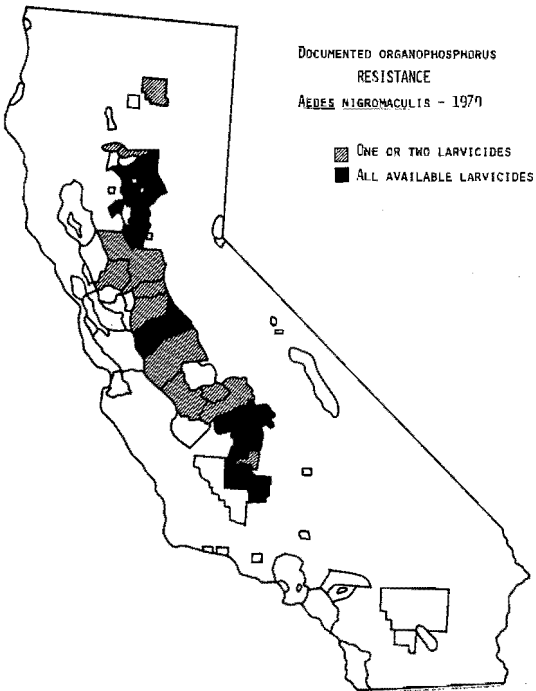 DOCUMENTED ORGANOPHOSPHORUS
RESISTANCE
AEDES NIGROMACULIS - 1970
ONE OR TWO LARVICIDES
ALL AVAILABLE LARVICIDES